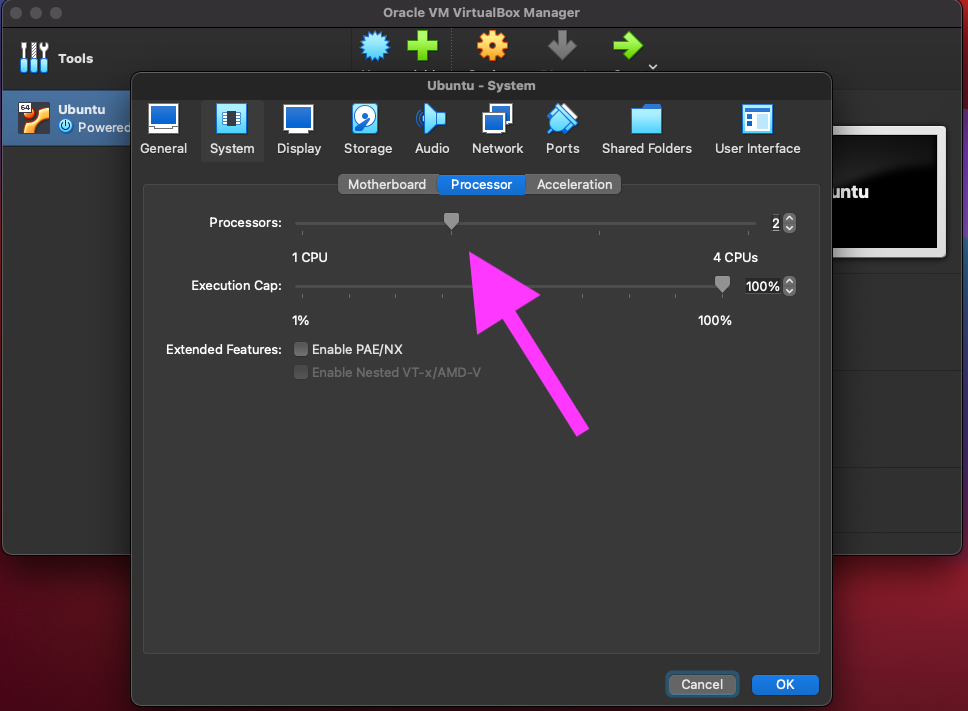 Oracle VM VirtualBox Manager
Tools
64
Ubuntu
Powered
Ubuntu - System
General
System
Display
Storage
Audio
Network
Ports
Shared Folders
User Interface
Motherboard
Processor
Acceleration
Processors:
2
1 CPU
4 CPUs
Execution Cap:
100%
1%
100%
Extended Features:
Enable PAE/NX
Enable Nested VT-x/AMD-V
untu
Cancel
OK